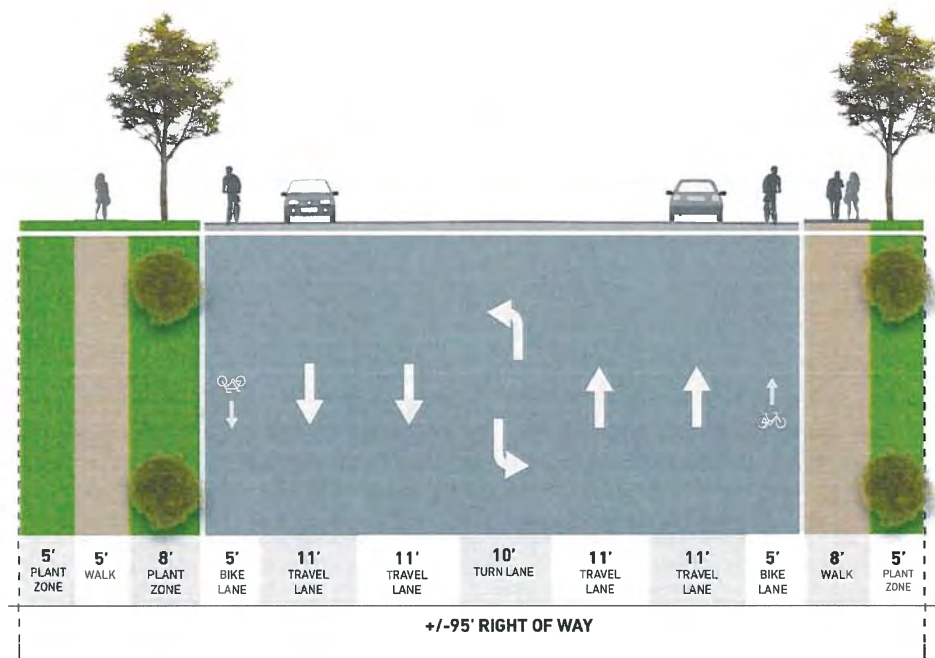 5' 5' 8' 5' 11' 11' 10' 11' 11' 5' 8' 5'
PLANT ZONE WALK PLANT ZONE BIKE LANE TRAVEL LANE TRAVEL LANE TURN LANE TRAVEL LANE TRAVEL LANE BIKE LANE WALK PLANT ZONE
+/-95' RIGHT OF WAY